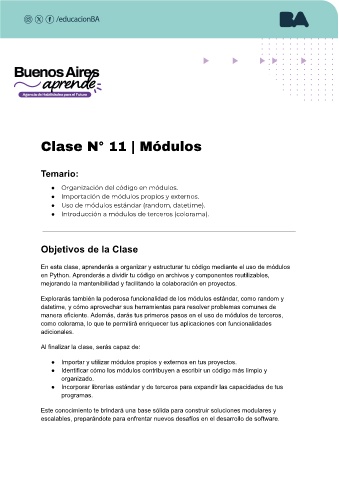 /educacionBA
BA
Buenos Aires
aprende
Agencia de Habilidades para el Futuro
Clase N° 11 | Módulos
Temario:
● Organización del código en módulos.
● Importación de módulos propios y externos.
● Uso de módulos estándar (random, datetime).
● Introducción a módulos de terceros (colorama).
Objetivos de la Clase
En esta clase, aprenderás a organizar y estructurar tu código mediante el uso de módulos
en Python. Aprenderás a dividir tu código en archivos y componentes reutilizables,
mejorando la mantenibilidad y facilitando la colaboración en proyectos.
Explorarás también la poderosa funcionalidad de los módulos estándar, como random y
datetime, y cómo aprovechar sus herramientas para resolver problemas comunes de
manera eficiente. Además, darás tus primeros pasos en el uso de módulos de terceros,
como colorama, lo que te permitirá enriquecer tus aplicaciones con funcionalidades
adicionales.
Al finalizar la clase, serás capaz de:
● Importar y utilizar módulos propios y externos en tus proyectos.
● Identificar cómo los módulos contribuyen a escribir un código más limpio y
organizado.
● Incorporar librerías estándar y de terceros para expandir las capacidades de tus
programas.
Este conocimiento te brindará una base sólida para construir soluciones modulares y
escalables, preparándote para enfrentar nuevos desafíos en el desarrollo de software.